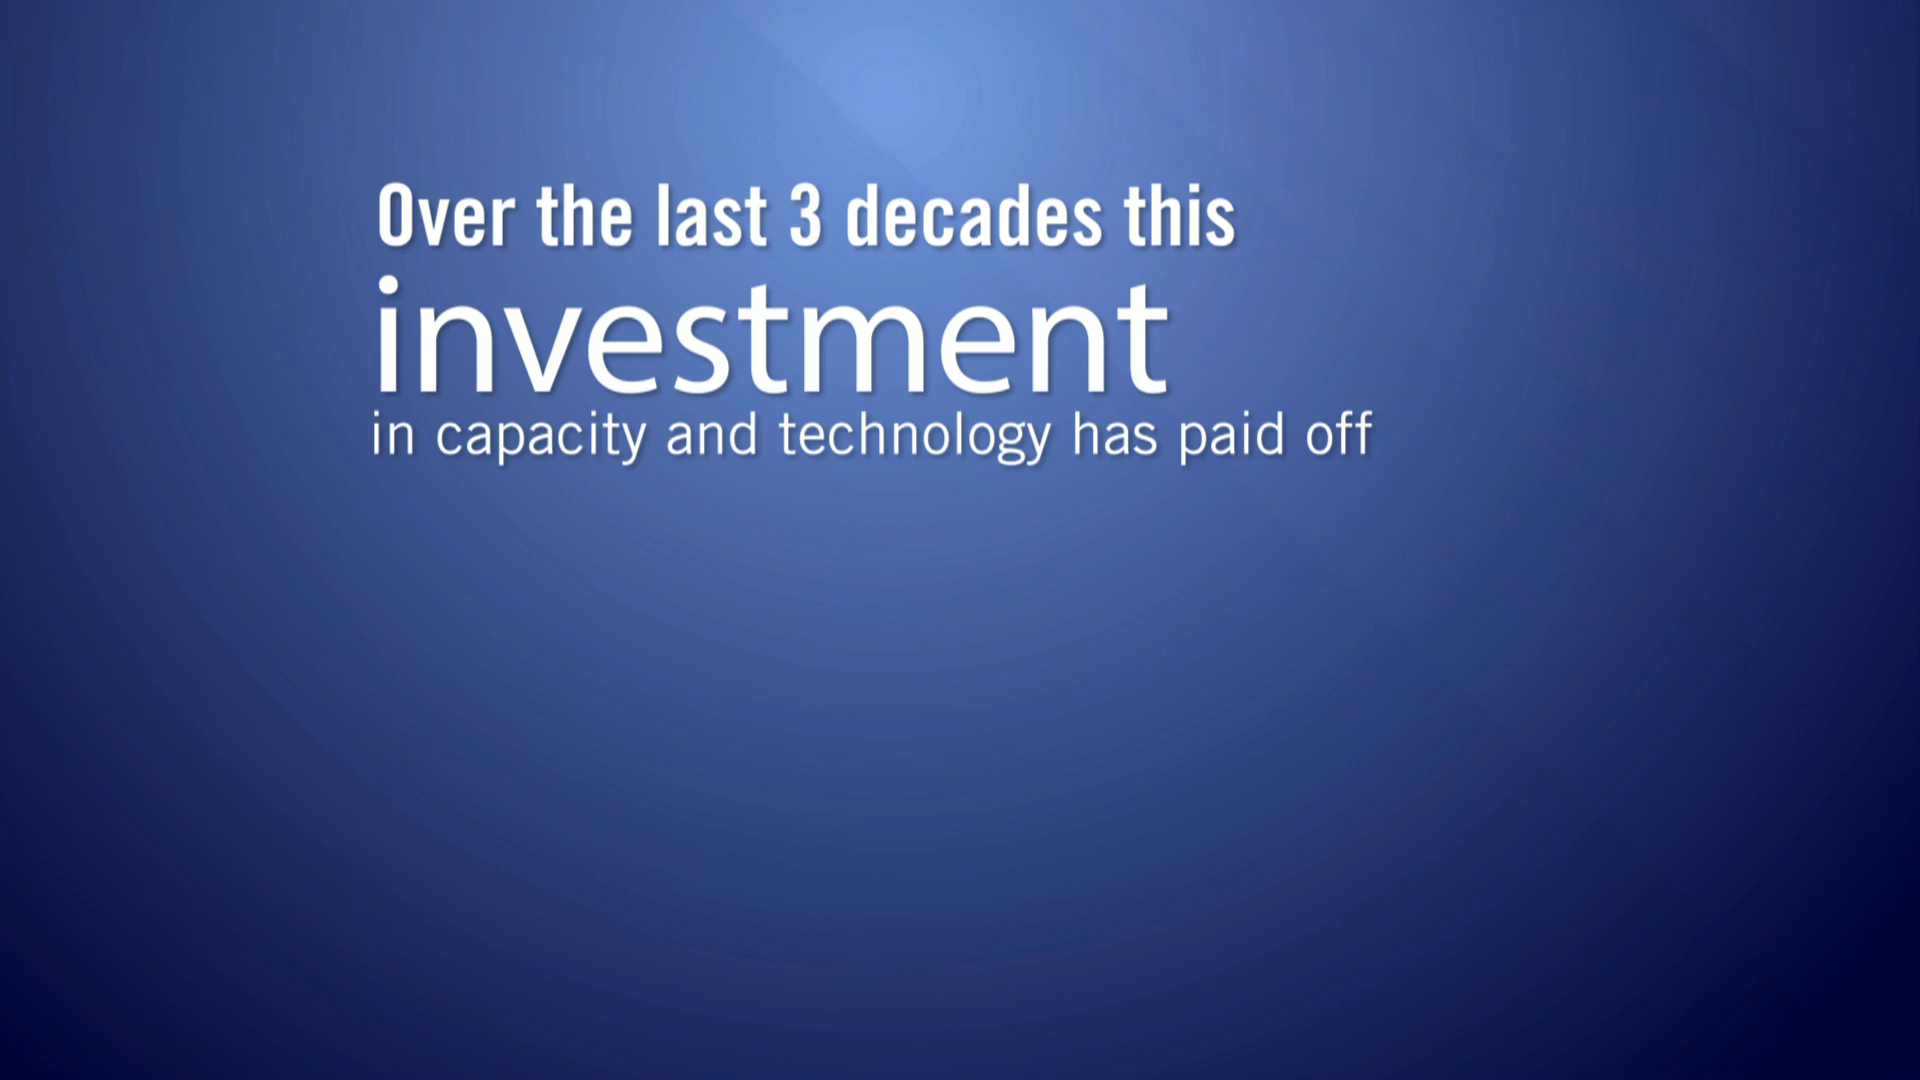 Over the last 3 decades this
investment
in capacity and technology has paid off